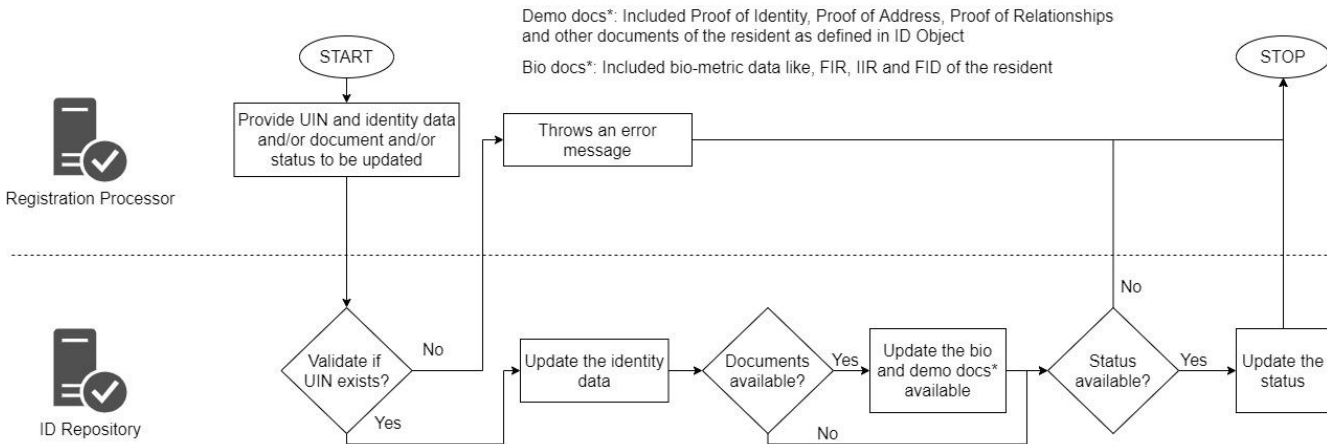 Demo docs*: Included Proof of Identity, Proof of Address, Proof of Relationships
and other documents of the resident as defined in ID Object
Bio docs*: Included bio-metric data like, FIR, IIR and FID of the resident
START
STOP
Provide UIN and identity data
and/or document and/or
status to be updated
Throws an error
message
Registration Processor
No
Validate if
UIN exists?
No
Yes
Update the identity
data
Documents
available?
Yes
No
Update the bio
and demo docs*
available
Status
available?
Yes
Update the
status
ID Repository